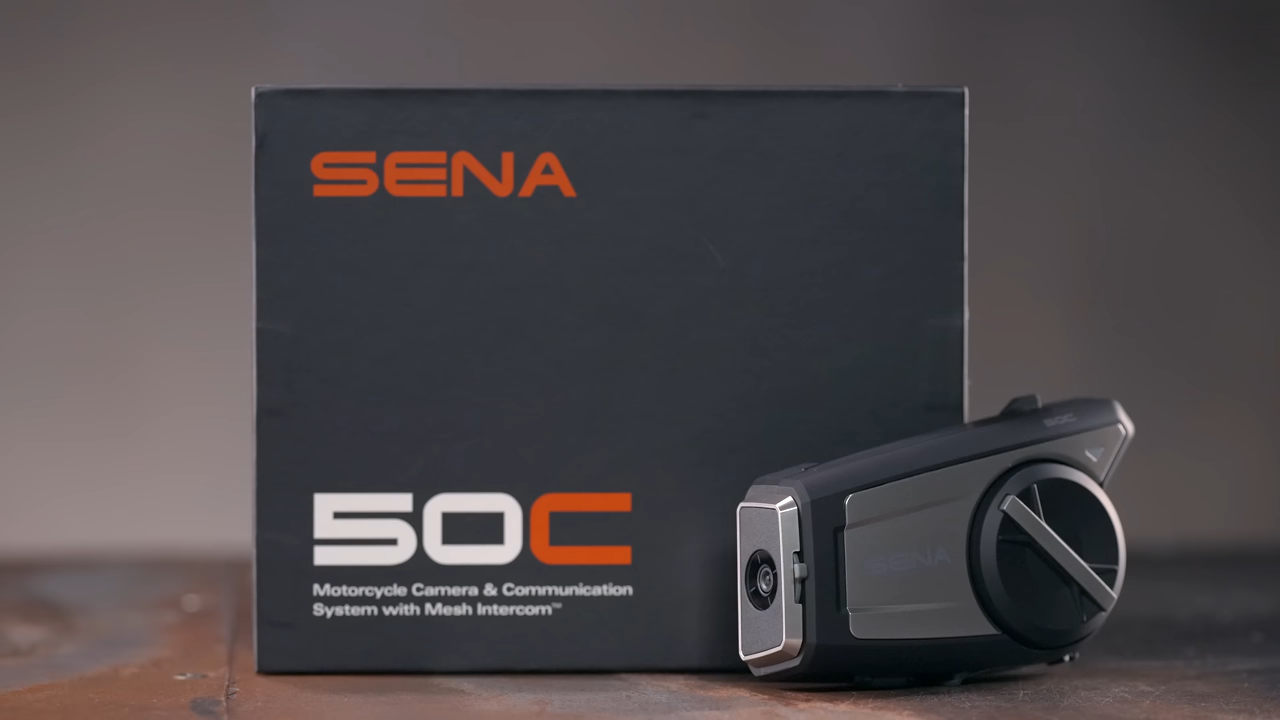 SENA
50C
Motorcycle Camera & Communication
System with Mesh Intercom™
50C
SENA